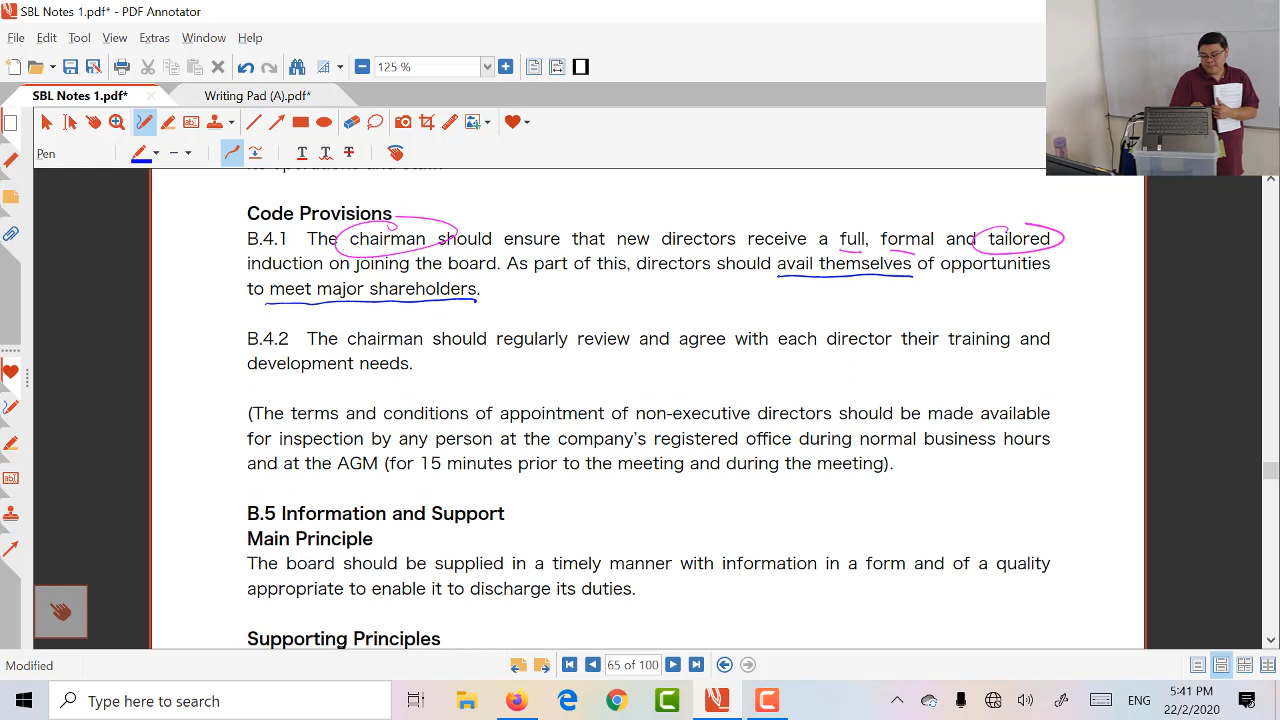 SBL Notes 1.pdf* - PDF Annotator
File Edit Tool View Extras Window Help
125 %
SBL Notes 1.pdf* Writing Pad (A).pdf*
Pen
Code Provisions
B.4.1 The chairman should ensure that new directors receive a full, formal and tailored
induction on joining the board. As part of this, directors should avail themselves of opportunities
to meet major shareholders.
B.4.2 The chairman should regularly review and agree with each director their training and
development needs.
(The terms and conditions of appointment of non-executive directors should be made available
for inspection by any person at the company's registered office during normal business hours
and at the AGM (for 15 minutes prior to the meeting and during the meeting).
B.5 Information and Support
Main Principle
The board should be supplied in a timely manner with information in a form and of a quality
appropriate to enable it to discharge its duties.
Supporting Principles
Modified
65 of 100
Type here to search
ENG
5:41 PM
22/2/2020